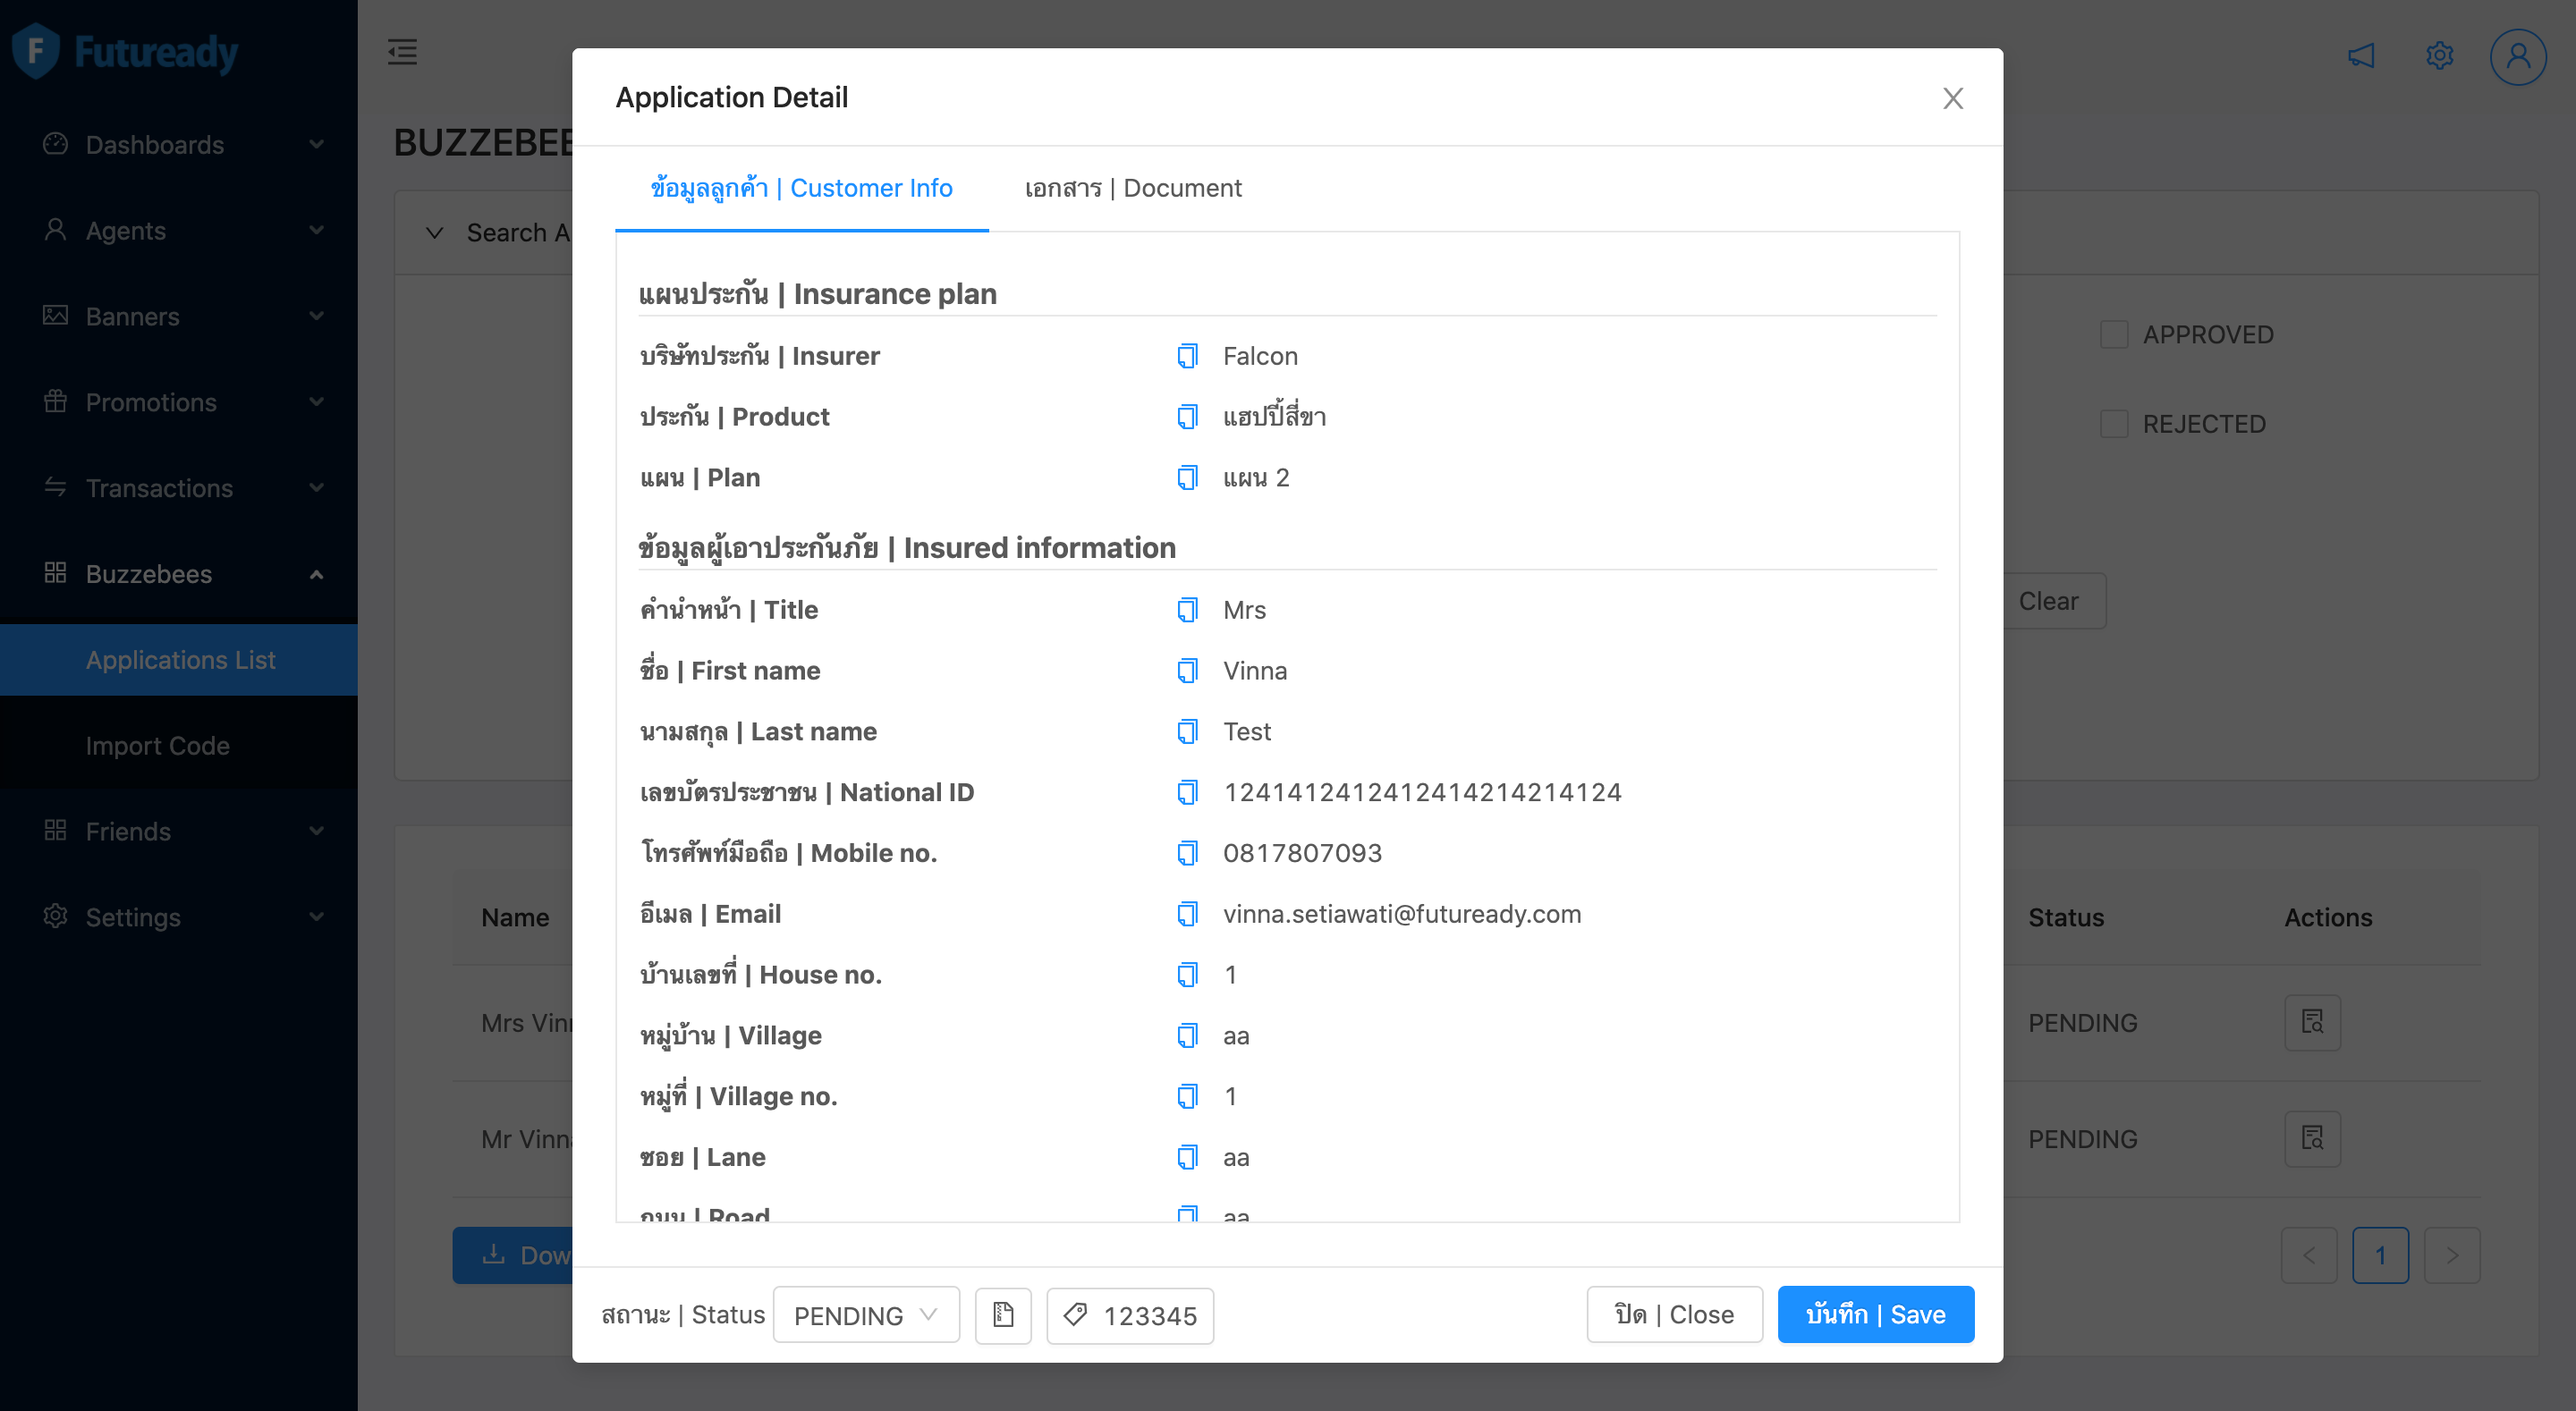 F Futuready
Dashboards
Agents
Banners
Promotions
Transactions
Buzzebees
Applications List
Import Code
Friends
Settings
BUZZEBEE
Search A
APPROVED
REJECTED
Clear
Name
Status
Actions
Mrs Vin
PENDING
Mr Vinn
PENDING
Dow
1
Application Detail
ข้อมูลลูกค้า | Customer Info
เอกสาร | Document
แผนประกัน | Insurance plan
บริษัทประกัน | Insurer
Falcon
ประกัน | Product
แฮปปี้สี่ขา
แผน | Plan
แผน 2
ข้อมูลผู้เอาประกันภัย | Insured information
คำนำหน้า | Title
Mrs
ชื่อ | First name
Vinna
นามสกุล | Last name
Test
เลขบัตรประชาชน | National ID
12414124124124142142​14124
โทรศัพท์มือถือ | Mobile no.
0817807093
อีเมล | Email
vinna.setiawati@futuready.com
บ้านเลขที่ | House no.
1
หมู่บ้าน | Village
aa
หมู่ที่ | Village no.
1
ซอย | Lane
aa
ถนน | Road
aa
สถานะ | Status
PENDING
123345
ปิด | Close
บันทึก | Save